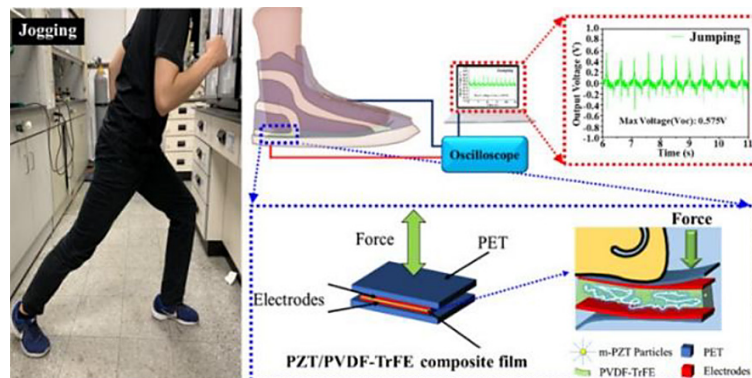 Jogging
Oscilloscope
Jumping
Output Voltage (V)
1.0
0.8
0.6
0.4
0.2
0.0
-0.2
-0.4
-0.6
-0.8
-1.0
Jumping
Max Voltage(Voc): 0.575V
6 7 8 9 10 11
Time (s)
Force
PET
Electrodes
PZT/PVDF-TrFE composite film
Force
m-PZT Particles
PET
PVDF-TrFE
Electrodes